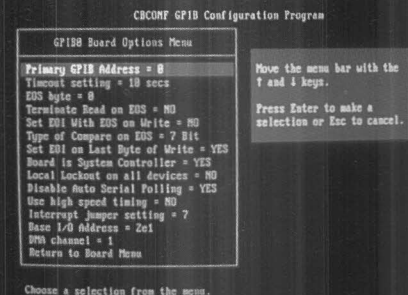 CBCONF GPIB Configuration Program
GPIB0 Board Options Menu
Primary GPIB Address = 0
Timeout setting = 10 secs
EOS byte = 0
Terminate Read on EOS = NO
Set EOI With EOS on Write = NO
Type of Compare on EOS = 7 Bit
Set EOI on Last Byte of Write = YES
Board is System Controller = YES
Local Lockout on all devices = NO
Disable Auto Serial Polling = YES
Use high speed timing = NO
Interrupt jumper setting = 7
Base I/O Address = 2e1
DMA channel = 1
Return to Board Menu
Move the menu bar with the
↑ and ↓ keys.
Press Enter to make a
selection or Esc to cancel.
Choose a selection from the menu.